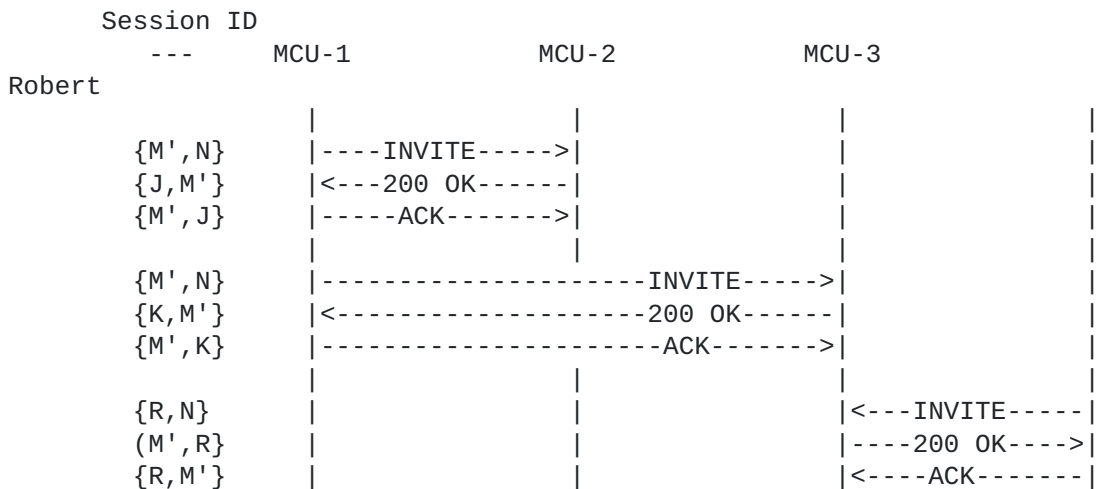 Session ID
         ---     MCU-1            MCU-2            MCU-3
Robert
                   |                |                |               |
        {M',N}     |----INVITE----->|                |               |
        {J,M'}     |<---200 OK------|                |               |
        {M',J}     |-----ACK------->|                |               |
                   |                |                |               |
        {M',N}     |---------------------INVITE----->|               |
        {K,M'}     |<--------------------200 OK------|               |
        {M',K}     |----------------------ACK------->|               |
                   |                |                |               |
        {R,N}      |                |                |<---INVITE-----|
        (M',R}     |                |                |----200 OK---->|
        {R,M'}     |                |                |<----ACK-------|